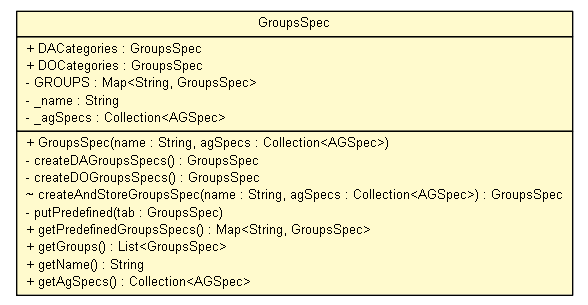 GroupsSpec
+ DACategories : GroupsSpec
+ DOCategories : GroupsSpec
- GROUPS : Map<String, GroupsSpec>
- _name : String
- _agSpecs : Collection<AGSpec>
+ GroupsSpec(name : String, agSpecs : Collection<AGSpec>)
- createDAGroupsSpecs() : GroupsSpec
- createDOGroupsSpecs() : GroupsSpec
~ createAndStoreGroupsSpec(name : String, agSpecs : Collection<AGSpec>) : GroupsSpec
- putPredefined(tab : GroupsSpec)
+ getPredefinedGroupsSpecs() : Map<String, GroupsSpec>
+ getGroups() : List<GroupsSpec>
+ getName() : String
+ getAgSpecs() : Collection<AGSpec>